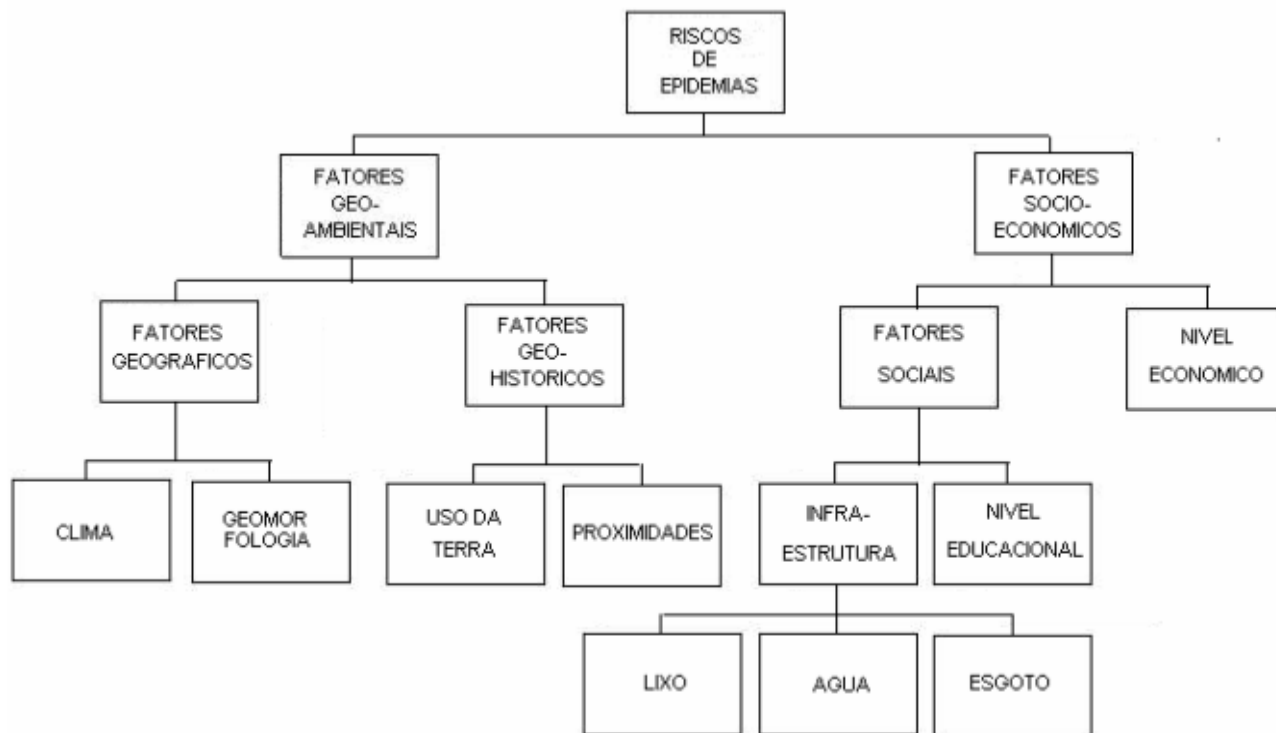 RISCOS
DE
EPIDEMIAS
FATORES
GEO-
AMBIENTAIS
FATORES
SOCIO-
ECONOMICOS
FATORES
GEOGRAFICOS
FATORES
GEO-
HISTORICOS
FATORES
SOCIAIS
NIVEL
ECONOMICO
CLIMA
GEOMOR
FOLOGIA
USO DA
TERRA
PROXIMIDADES
INFRA-
ESTRUTURA
NIVEL
EDUCACIONAL
LIXO
AGUA
ESGOTO